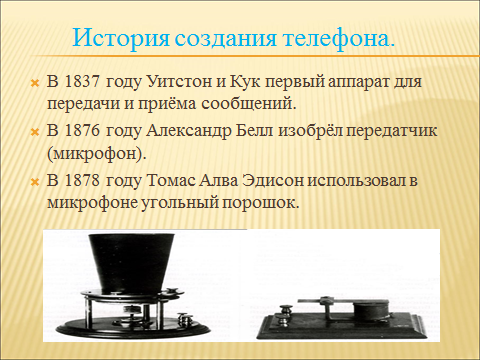 История создания телефона.
В 1837 году Уитстон и Кук первый аппарат для
передачи и приёма сообщений.
В 1876 году Александр Белл изобрёл передатчик
(микрофон).
В 1878 году Томас Алва Эдисон использовал в
микрофоне угольный порошок.